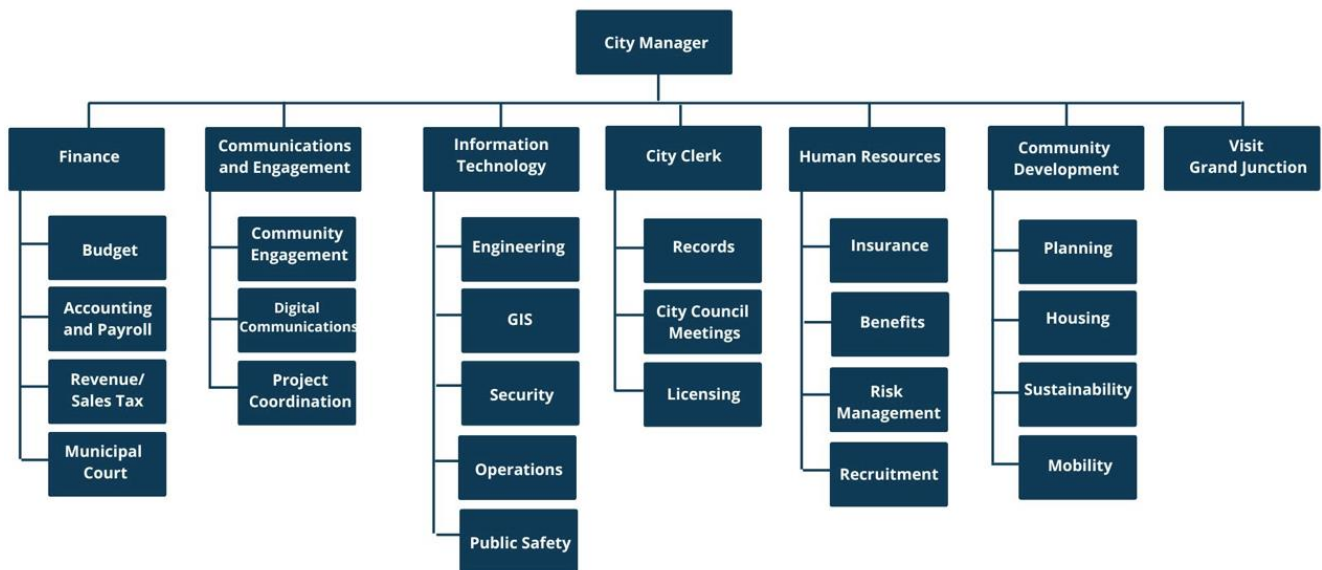 City Manager
Finance
Communications
and Engagement
Information
Technology
City Clerk
Human Resources
Community
Development
Visit
Grand Junction
Budget
Accounting
and Payroll
Revenue/
Sales Tax
Municipal
Court
Community
Engagement
Digital
Communications
Project
Coordination
Engineering
GIS
Security
Operations
Public Safety
Records
City Council
Meetings
Licensing
Insurance
Benefits
Risk
Management
Recruitment
Planning
Housing
Sustainability
Mobility